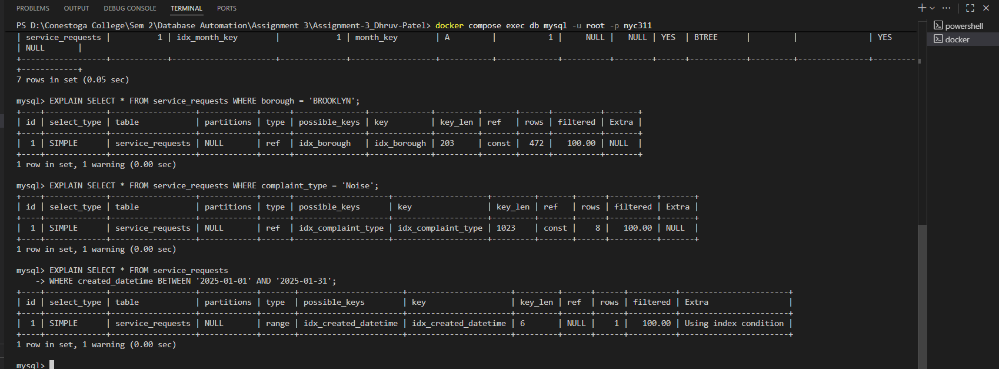 PROBLEMS OUTPUT DEBUG CONSOLE TERMINAL PORTS
PS D:\Conestoga College\Sem 2\Database Automation\Assignment 3\Assignment-3_Dhruv-Patel> docker compose exec db mysql -u root -p nyc311
| service_requests |          1 | idx_month_key        |            1 | month_key        | A         |           1 |     NULL |   NULL | YES  | BTREE      |         |               | YES
| NULL       |
+------------------+------------+----------------------+--------------+------------------+-----------+-------------+----------+--------+------+------------+---------+---------------+---------
+------------+
7 rows in set (0.05 sec)
mysql> EXPLAIN SELECT * FROM service_requests WHERE borough = 'BROOKLYN';
+----+-------------+------------------+------------+------+---------------+-------------+---------+-------+------+----------+-------+
| id | select_type | table            | partitions | type | possible_keys | key         | key_len | ref   | rows | filtered | Extra |
+----+-------------+------------------+------------+------+---------------+-------------+---------+-------+------+----------+-------+
|  1 | SIMPLE      | service_requests | NULL       | ref  | idx_borough   | idx_borough | 203     | const |  472 |   100.00 | NULL  |
+----+-------------+------------------+------------+------+---------------+-------------+---------+-------+------+----------+-------+
1 row in set, 1 warning (0.00 sec)
mysql> EXPLAIN SELECT * FROM service_requests WHERE complaint_type = 'Noise';
+----+-------------+------------------+------------+------+--------------------+--------------------+---------+-------+------+----------+-------+
| id | select_type | table            | partitions | type | possible_keys      | key                | key_len | ref   | rows | filtered | Extra |
+----+-------------+------------------+------------+------+--------------------+--------------------+---------+-------+------+----------+-------+
|  1 | SIMPLE      | service_requests | NULL       | ref  | idx_complaint_type | idx_complaint_type | 1023    | const |    8 |   100.00 | NULL  |
+----+-------------+------------------+------------+------+--------------------+--------------------+---------+-------+------+----------+-------+
1 row in set, 1 warning (0.00 sec)
mysql> EXPLAIN SELECT * FROM service_requests
    -> WHERE created_datetime BETWEEN '2025-01-01' AND '2025-01-31';
+----+-------------+------------------+------------+-------+----------------------+----------------------+---------+------+------+----------+-----------------------+
| id | select_type | table            | partitions | type  | possible_keys        | key                  | key_len | ref  | rows | filtered | Extra                 |
+----+-------------+------------------+------------+-------+----------------------+----------------------+---------+------+------+----------+-----------------------+
|  1 | SIMPLE      | service_requests | NULL       | range | idx_created_datetime | idx_created_datetime | 6       | NULL |    1 |   100.00 | Using index condition |
+----+-------------+------------------+------------+-------+----------------------+----------------------+---------+------+------+----------+-----------------------+
1 row in set, 1 warning (0.00 sec)
mysql>
powershell
docker